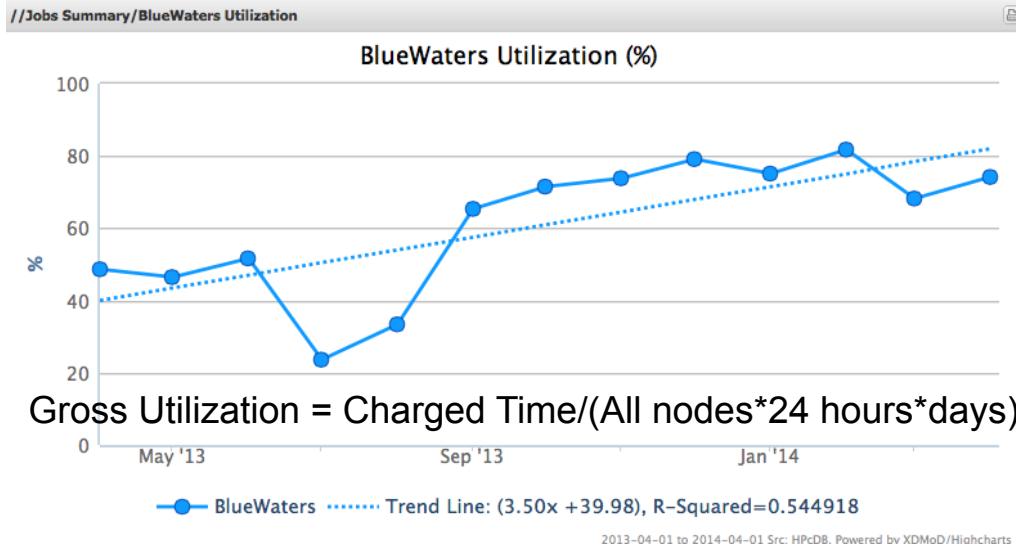 //Jobs Summary/BlueWaters Utilization
BlueWaters Utilization (%)
100
80
60
%
40
20
Gross Utilization = Charged Time/(All nodes*24 hours*days)
0
May '13
Sep '13
Jan '14
BlueWaters
Trend Line: (3.50x +39.98), R-Squared=0.544918
2013-04-01 to 2014-04-01 Src: HPcDB. Powered by XDMoD/Highcharts